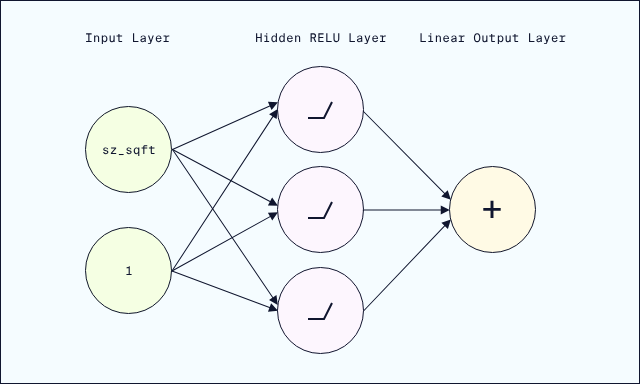 Input Layer
Hidden RELU Layer
Linear Output Layer
sz_sqft
1
+